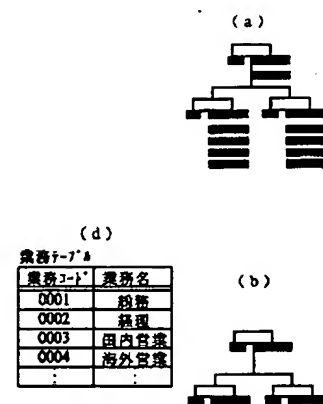 (a)
(d)
業務テーブル
業務コード 業務名
0001 税務
0002 経理
0003 国内営業
0004 海外営業
: :
(b)